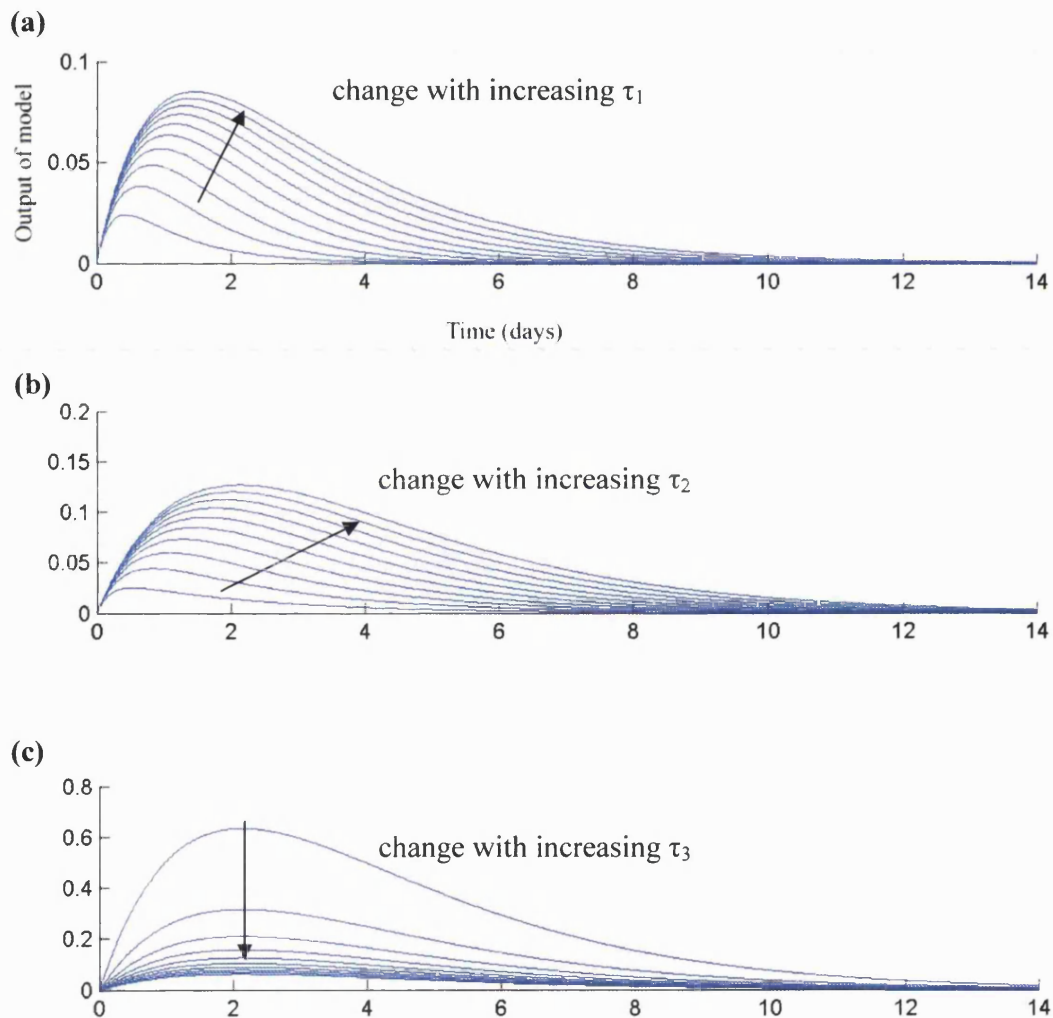 (a)
0.1
change with increasing τ₁
Output of model
0.05
0
0 2 4 6 8 10 12 14
Time (days)
(b)
0.2
0.15
change with increasing τ₂
0.1
0.05
0
0 2 4 6 8 10 12 14
(c)
0.8
0.6
change with increasing τ₃
0.4
0.2
0
0 2 4 6 8 10 12 14